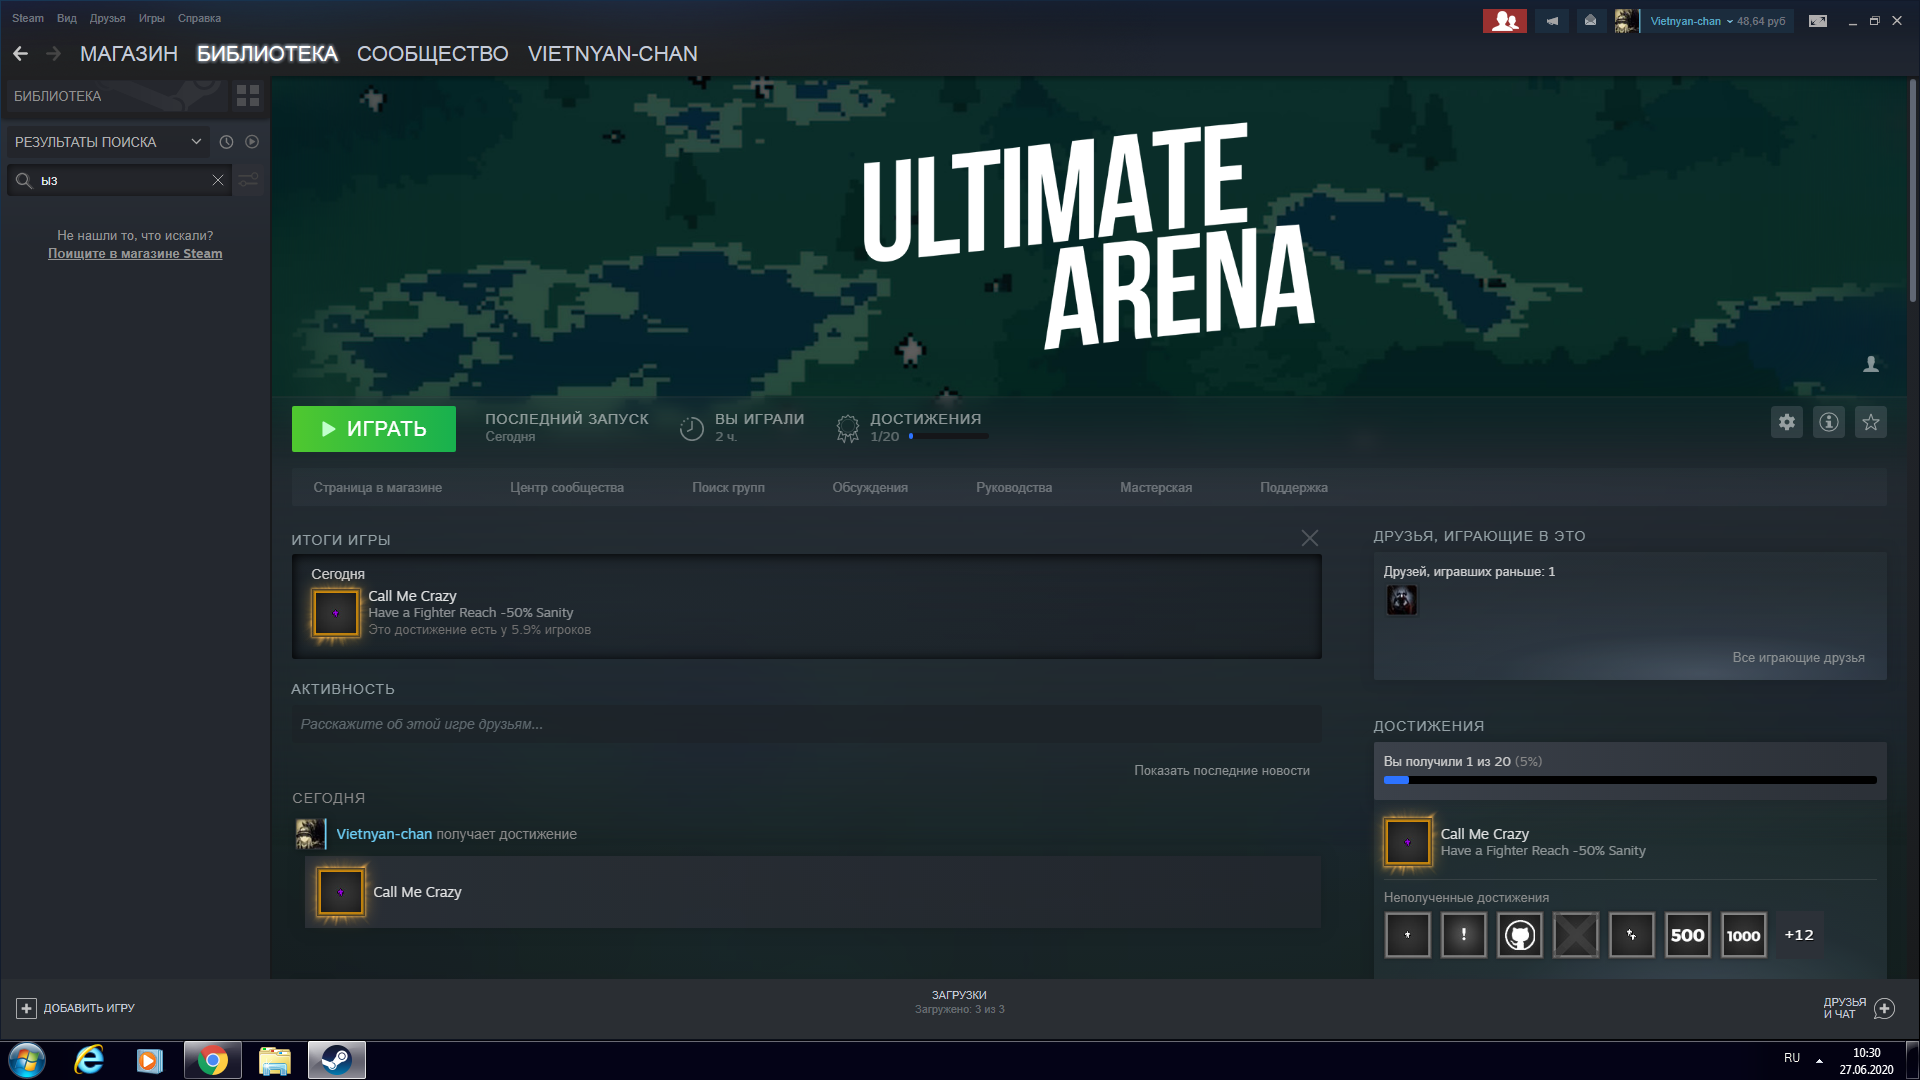 Steam Вид Друзья Игры Справка
Vietnyan-chan 48,64 руб
МАГАЗИН БИБЛИОТЕКА СООБЩЕСТВО VIETNYAN-CHAN
БИБЛИОТЕКА
РЕЗУЛЬТАТЫ ПОИСКА
ыз
Не нашли то, что искали?
Поищите в магазине Steam
ULTIMATE
ARENA
ИГРАТЬ
ПОСЛЕДНИЙ ЗАПУСК
Сегодня
ВЫ ИГРАЛИ
2 ч.
ДОСТИЖЕНИЯ
1/20
Страница в магазине Центр сообщества Поиск групп Обсуждения Руководства Мастерская Поддержка
ИТОГИ ИГРЫ
Сегодня
Call Me Crazy
Have a Fighter Reach -50% Sanity
Это достижение есть у 5.9% игроков
АКТИВНОСТЬ
Расскажите об этой игре друзьям...
Показать последние новости
СЕГОДНЯ
Vietnyan-chan получает достижение
Call Me Crazy
ДРУЗЬЯ, ИГРАЮЩИЕ В ЭТО
Друзей, игравших раньше: 1
Все играющие друзья
ДОСТИЖЕНИЯ
Вы получили 1 из 20 (5%)
Call Me Crazy
Have a Fighter Reach -50% Sanity
Неполученные достижения
! 500 1000 +12
ДОБАВИТЬ ИГРУ
ЗАГРУЗКИ
Загружено: 3 из 3
ДРУЗЬЯ
И ЧАТ
RU
10:30
27.06.2020